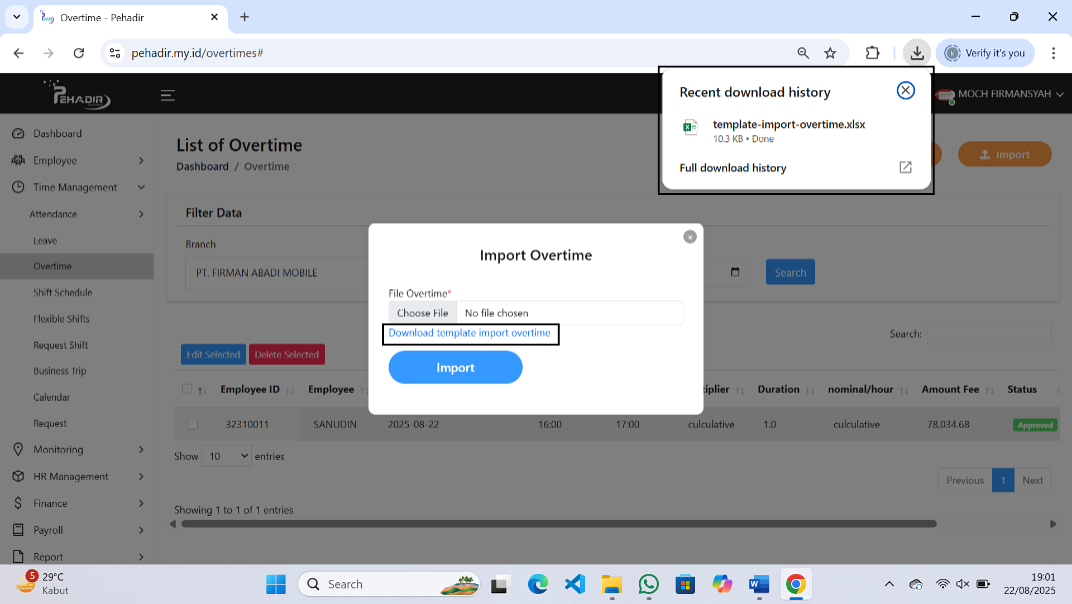 Overtime - Pehadir
pehadir.my.id/overtimes#
Verify it's you
PEHADIR
MOCH FIRMANSYAH
Recent download history
template-import-overtime.xlsx
10.3 KB • Done
Full download history
Dashboard
Employee
Time Management
Attendance
Leave
Overtime
Shift Schedule
Flexible Shifts
Request Shift
Business Trip
Calendar
Request
Monitoring
HR Management
Finance
Payroll
Report
List of Overtime
Dashboard / Overtime
Import
Filter Data
Branch
PT. FIRMAN ABADI MOBILE
Search
Import Overtime
File Overtime*
Choose File No file chosen
Download template import overtime
Import
Search:
Edit Selected Delete Selected
Employee ID Employee Duration nominal/hour Amount Fee Status
32310011 SANUDIN 2025-08-22 16:00 17:00 culculative 1.0 culculative 78,034.68 Approved
Show 10 entries
Previous 1 Next
Showing 1 to 1 of 1 entries
5
29°C
Kabut
Search
19:01
22/08/2025